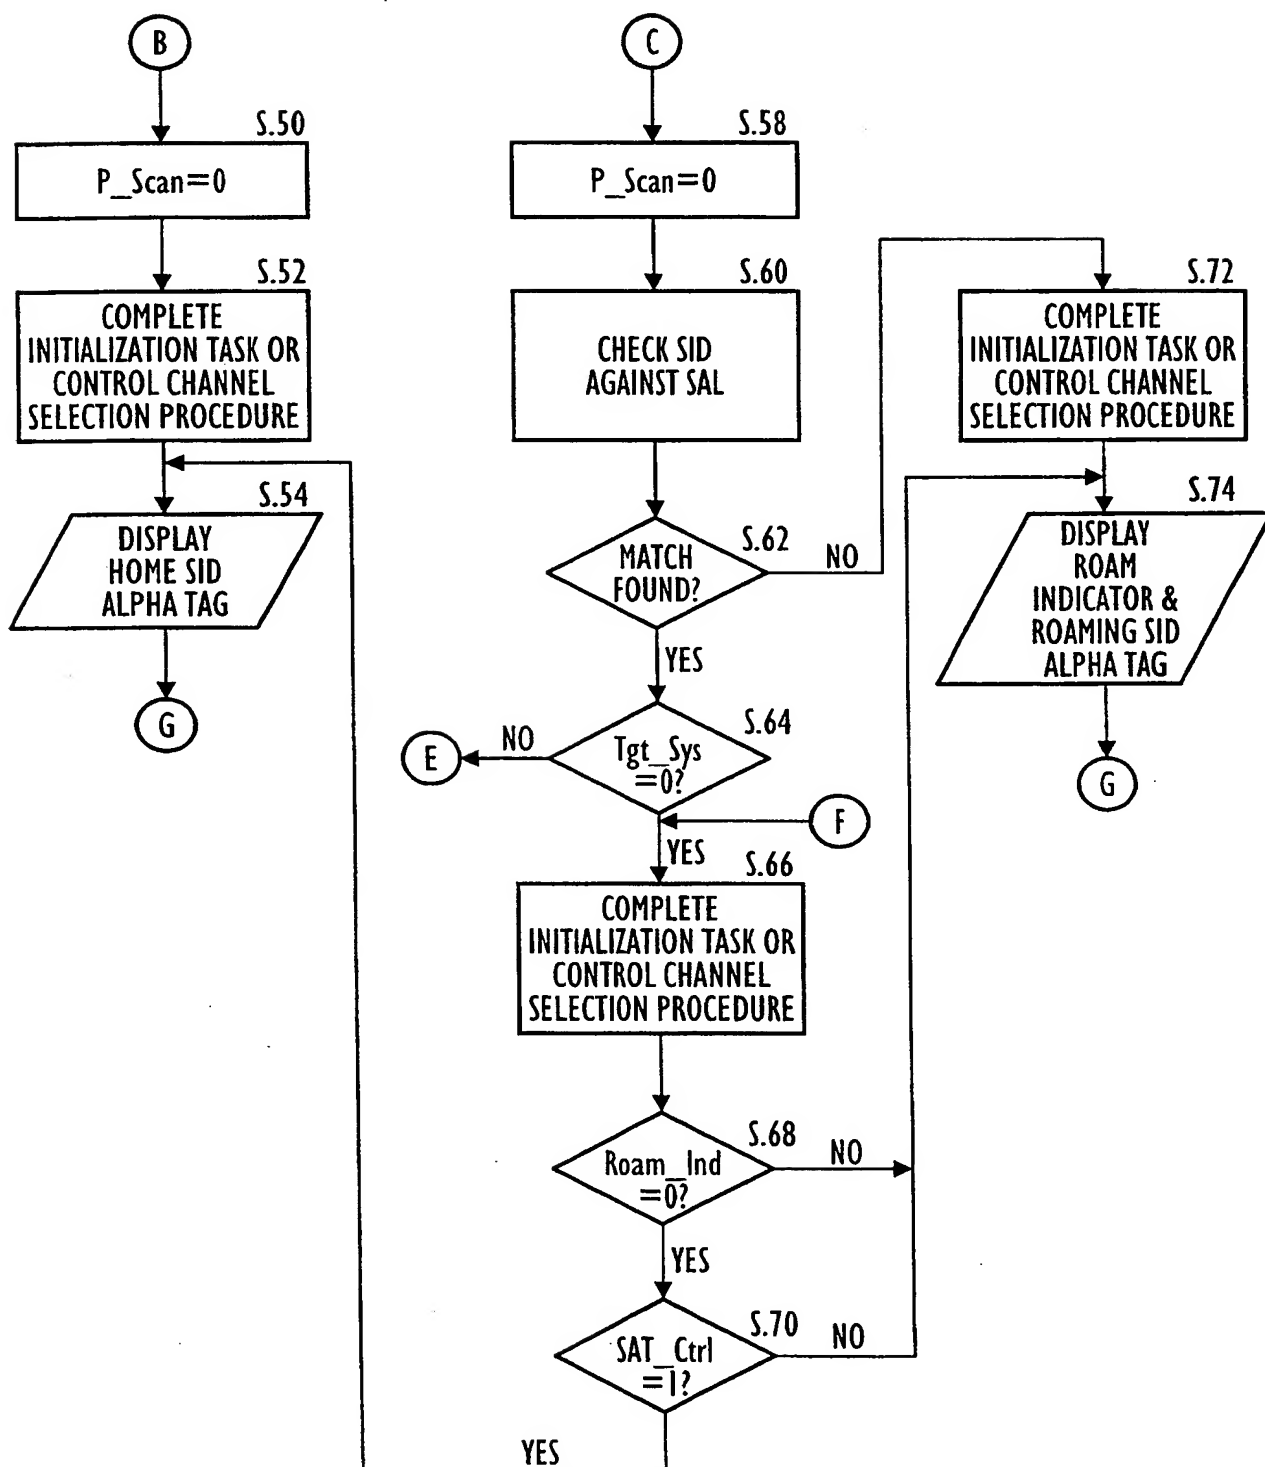 B
S.50
P_Scan=0
S.52
COMPLETE
INITIALIZATION TASK OR
CONTROL CHANNEL
SELECTION PROCEDURE
S.54
DISPLAY
HOME SID
ALPHA TAG
G
C
S.58
P_Scan=0
S.60
CHECK SID
AGAINST SAL
S.62
MATCH
FOUND?
NO
YES
S.64
Tgt_Sys
=0?
NO
E
F
YES
S.66
COMPLETE
INITIALIZATION TASK OR
CONTROL CHANNEL
SELECTION PROCEDURE
S.68
Roam_Ind
=0?
NO
YES
S.70
SAT_Ctrl
=1?
NO
YES
S.72
COMPLETE
INITIALIZATION TASK OR
CONTROL CHANNEL
SELECTION PROCEDURE
S.74
DISPLAY
ROAM
INDICATOR &
ROAMING SID
ALPHA TAG
G